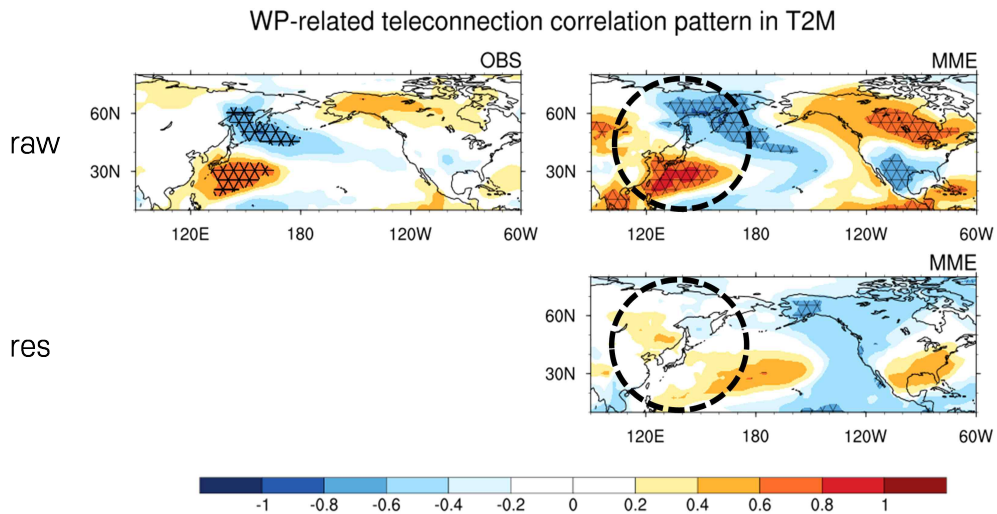 WP-related teleconnection correlation pattern in T2M
OBS
MME
raw
60N
30N
120E 180 120W 60W
60N
30N
120E 180 120W 60W
MME
res
60N
30N
120E 180 120W 60W
-1 -0.8 -0.6 -0.4 -0.2 0 0.2 0.4 0.6 0.8 1